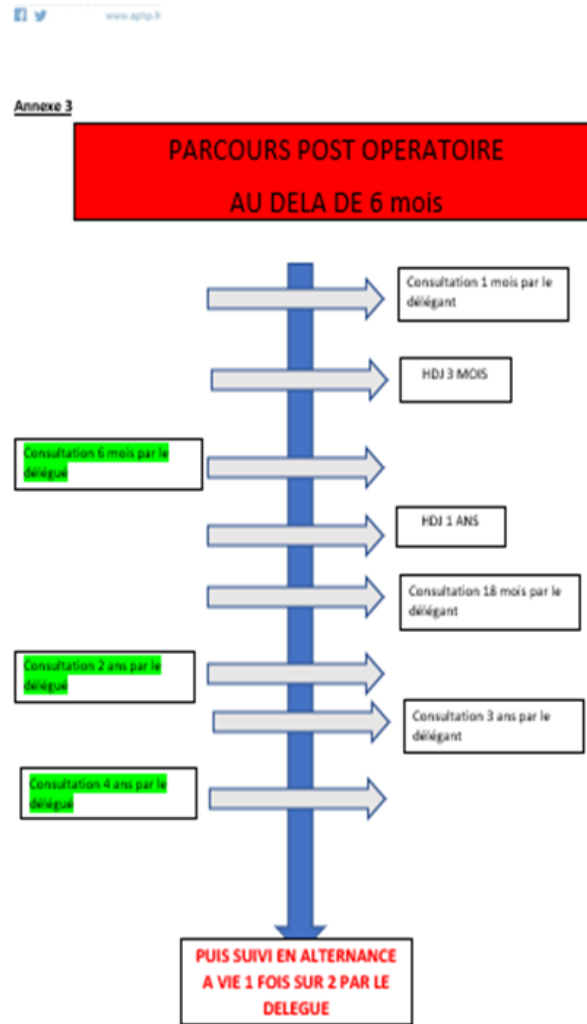 www.aphp.fr
Annexe 3
PARCOURS POST OPERATOIRE
AU DELA DE 6 mois
Consultation 1 mois par le
délégant
HDJ 3 MOIS
Consultation 6 mois par le
délégué
HDJ 1 ANS
Consultation 18 mois par le
délégant
Consultation 2 ans par le
délégué
Consultation 3 ans par le
délégant
Consultation 4 ans par le
délégué
PUIS SUIVI EN ALTERNANCE
A VIE 1 FOIS SUR 2 PAR LE
DELEGUE